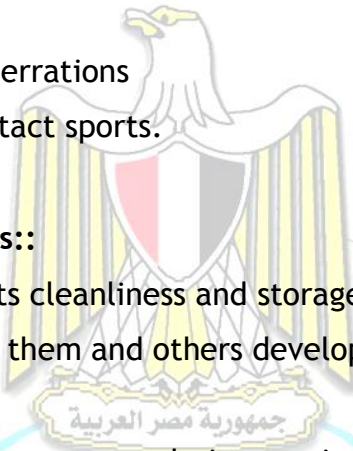 errations
tact sports.
s::
ts cleanliness and storage
them and others develop
جمهورية مصر العربية